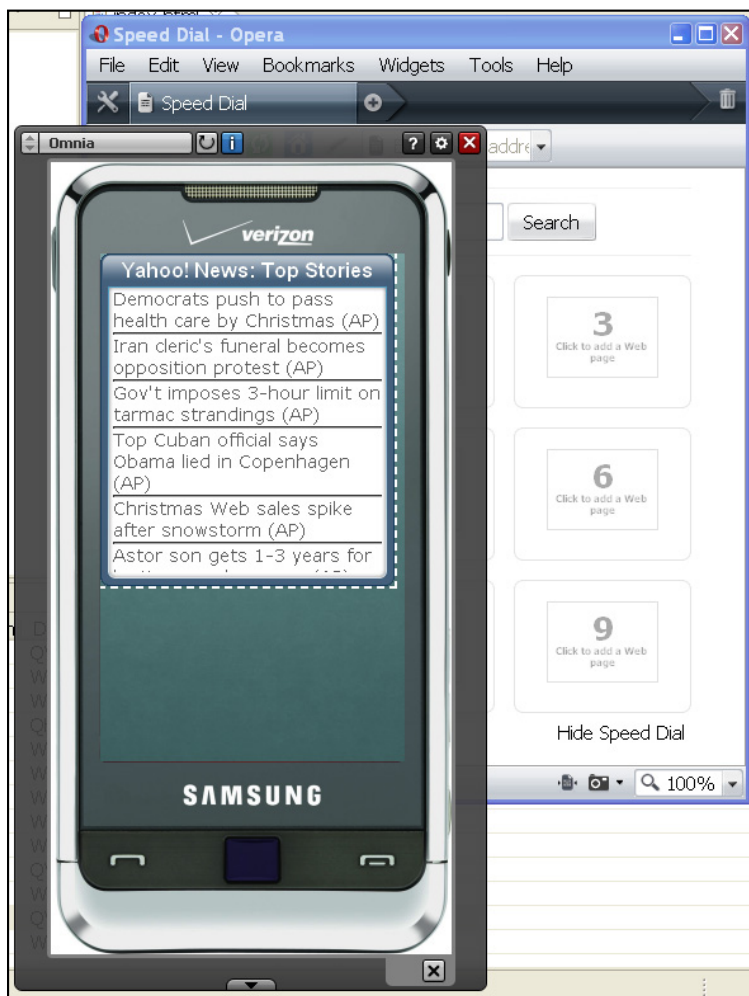 index.html
Speed Dial - Opera
File Edit View Bookmarks Widgets Tools Help
Speed Dial
Omnia
i ?
addre
Search
verizon
Yahoo! News: Top Stories
Democrats push to pass
health care by Christmas (AP)
Iran cleric's funeral becomes
opposition protest (AP)
Gov't imposes 3-hour limit on
tarmac strandings (AP)
Top Cuban official says
Obama lied in Copenhagen
(AP)
Christmas Web sales spike
after snowstorm (AP)
Astor son gets 1-3 years for
3
Click to add a Web
page
6
Click to add a Web
page
9
Click to add a Web
page
Hide Speed Dial
100%
SAMSUNG